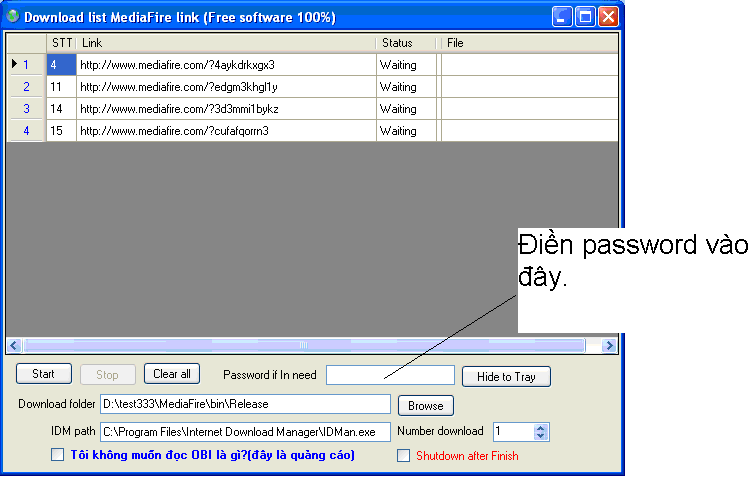 Download list MediaFire link (Free software 100%)
STT Link Status File
1 4 http://www.mediafire.com/?4aykdrkxgx3 Waiting
2 11 http://www.mediafire.com/?edgm3khgl1y Waiting
3 14 http://www.mediafire.com/?3d3mmi1bykz Waiting
4 15 http://www.mediafire.com/?cufafqorrn3 Waiting
Điền password vào
đây.
Start Stop Clear all Password if In need Hide to Tray
Download folder D:\test333\MediaFire\bin\Release Browse
IDM path C:\Program Files\Internet Download Manager\IDMan.exe Number download 1
Tôi không muốn đọc OBI là gì?(đây là quảng cáo) Shutdown after Finish